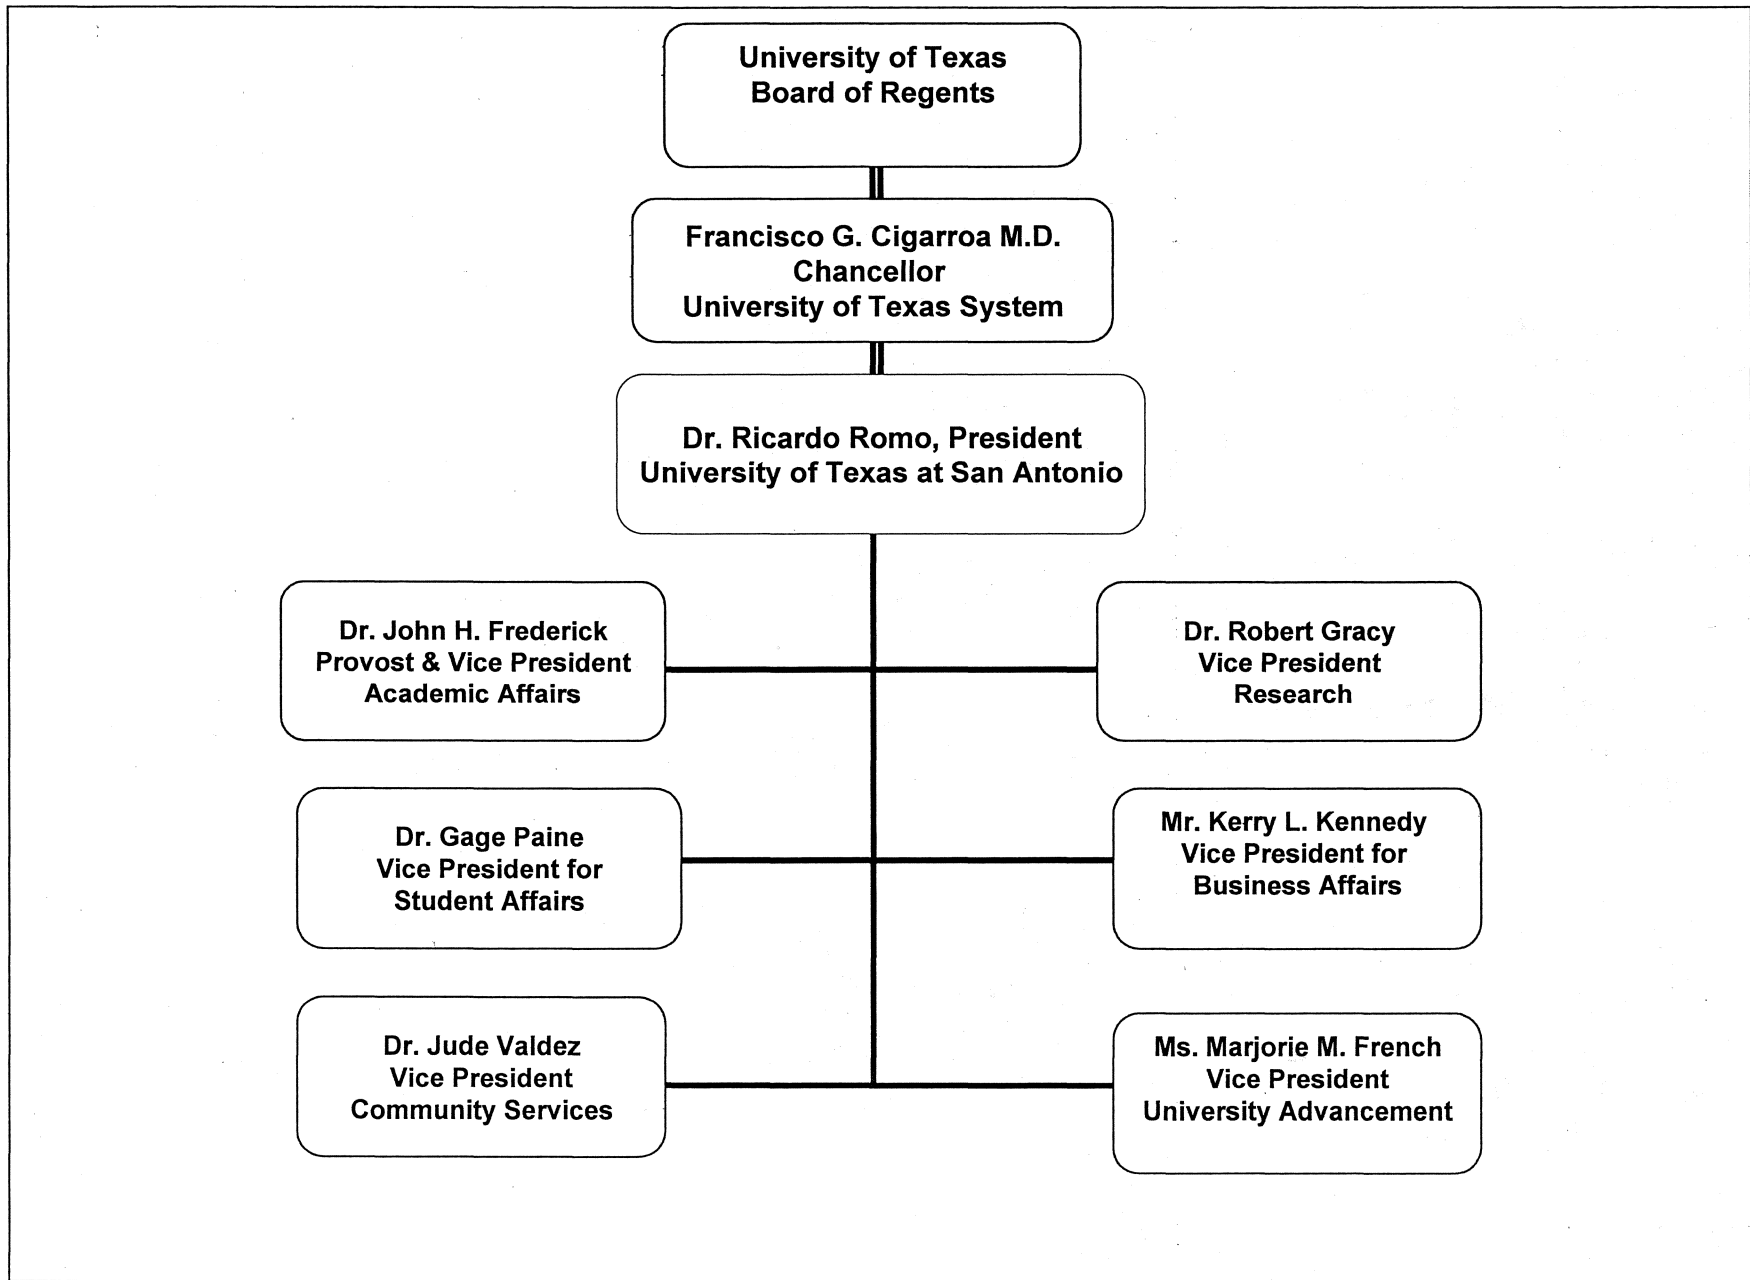 University of Texas
Board of Regents
Francisco G. Cigarroa M.D.
Chancellor
University of Texas System
Dr. Ricardo Romo, President
University of Texas at San Antonio
Dr. John H. Frederick
Provost & Vice President
Academic Affairs
Dr. Robert Gracy
Vice President
Research
Dr. Gage Paine
Vice President for
Student Affairs
Mr. Kerry L. Kennedy
Vice President for
Business Affairs
Dr. Jude Valdez
Vice President
Community Services
Ms. Marjorie M. French
Vice President
University Advancement